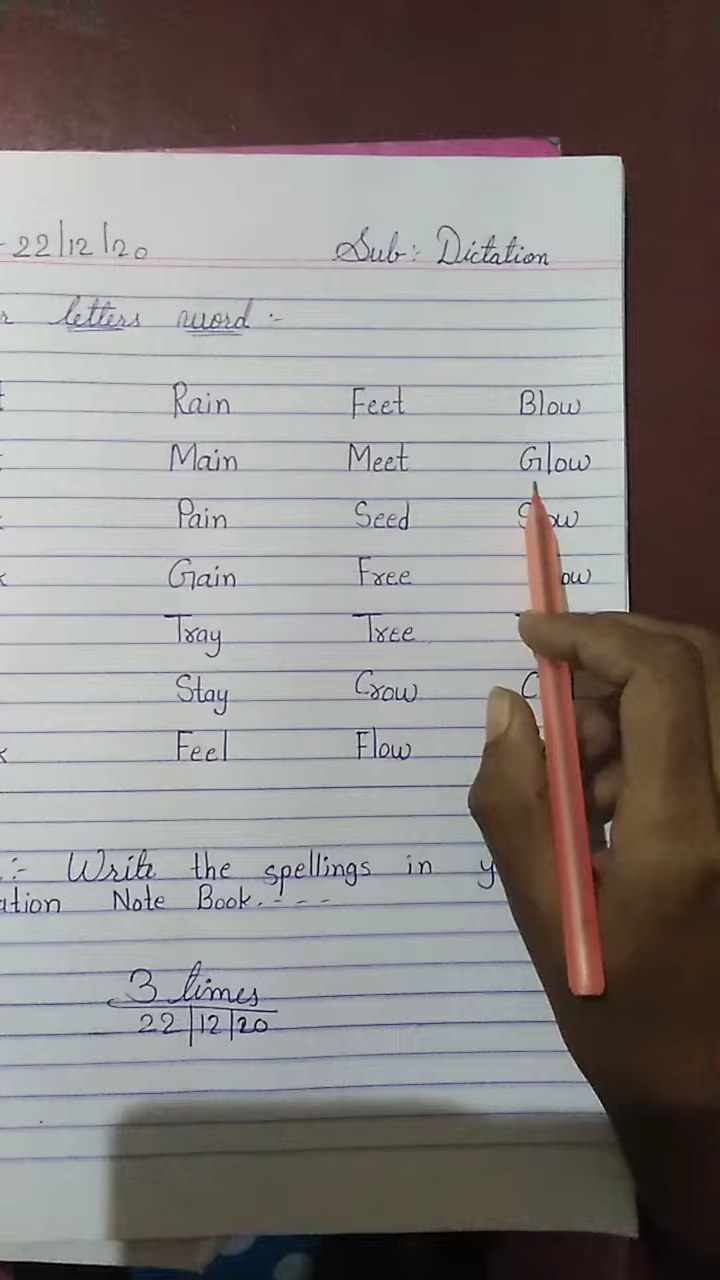 22/12/20 Sub:- Dictation
letters word :-
Rain Feet Blow
Main Meet Glow
Pain Seed
Gain Free
Tray Tree
Stay Crow
Feel Flow
:- Write the spellings in
Note Book.---
3 times
22/12/20